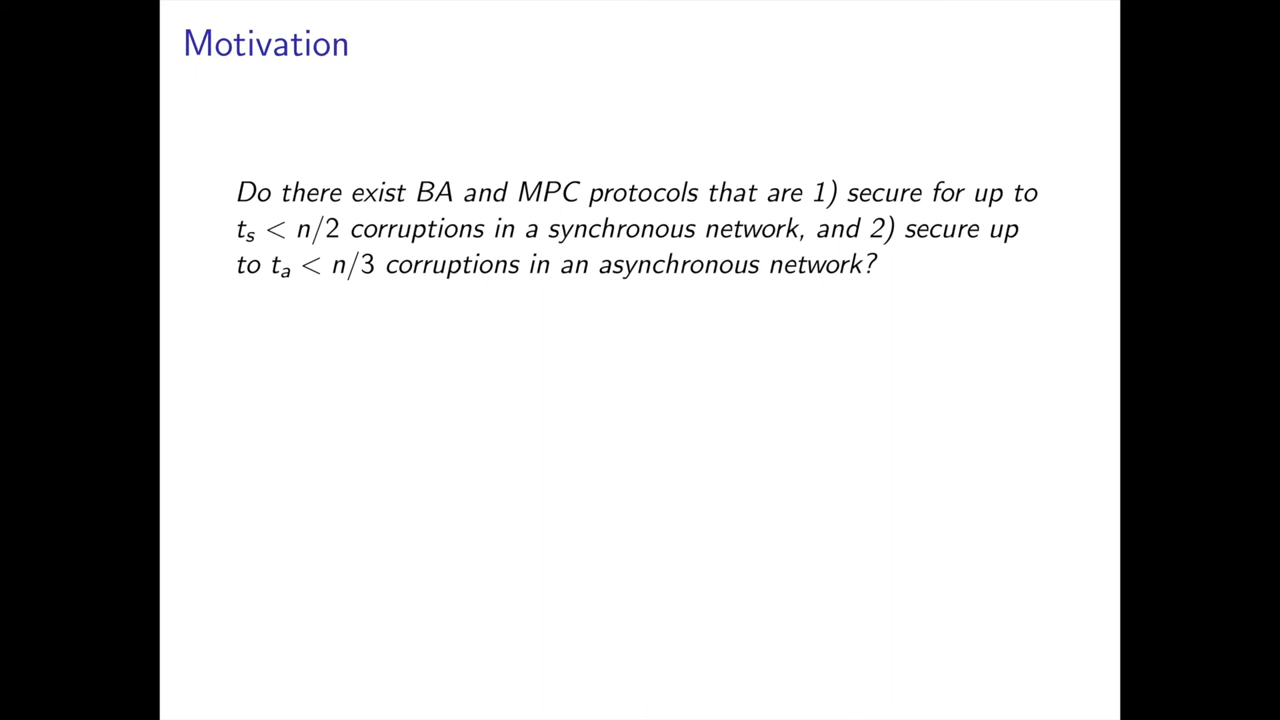 Motivation
Do there exist BA and MPC protocols that are 1) secure for up to
tₛ < n/2 corruptions in a synchronous network, and 2) secure up
to tₐ < n/3 corruptions in an asynchronous network?